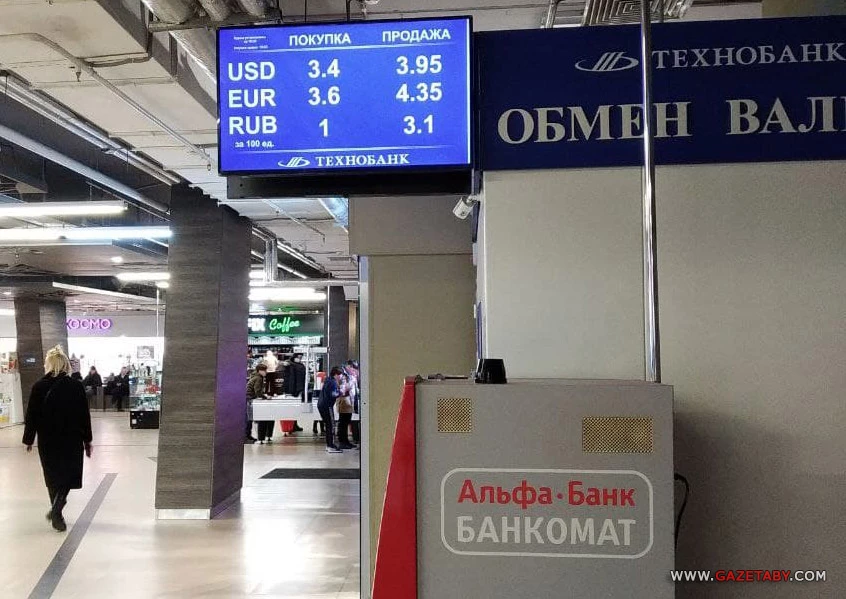 ПОКУПКА ПРОДАЖА
USD 3.4 3.95
EUR 3.6 4.35
RUB 1 3.1
за 100 ед.
ТЕХНОБАНК
ТЕХНОБАНК
ОБМЕН ВАЛ
КОСМО
Coffee
Альфа·Банк
БАНКОМАТ
WWW.GAZETABY.COM